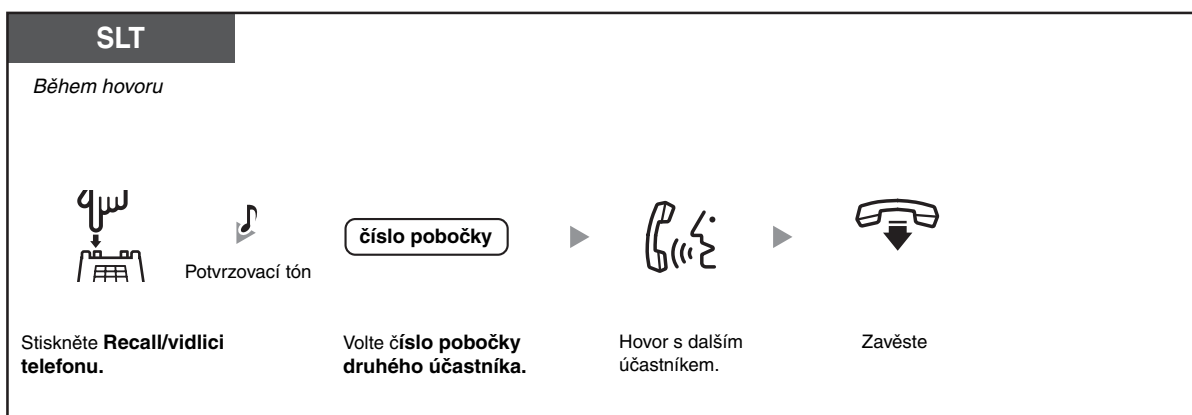 SLT
Během hovoru
číslo pobočky
Potvrzovací tón
Stiskněte Recall/vidlici
telefonu.
Volte číslo pobočky
druhého účastníka.
Hovor s dalším
účastníkem.
Zavěste